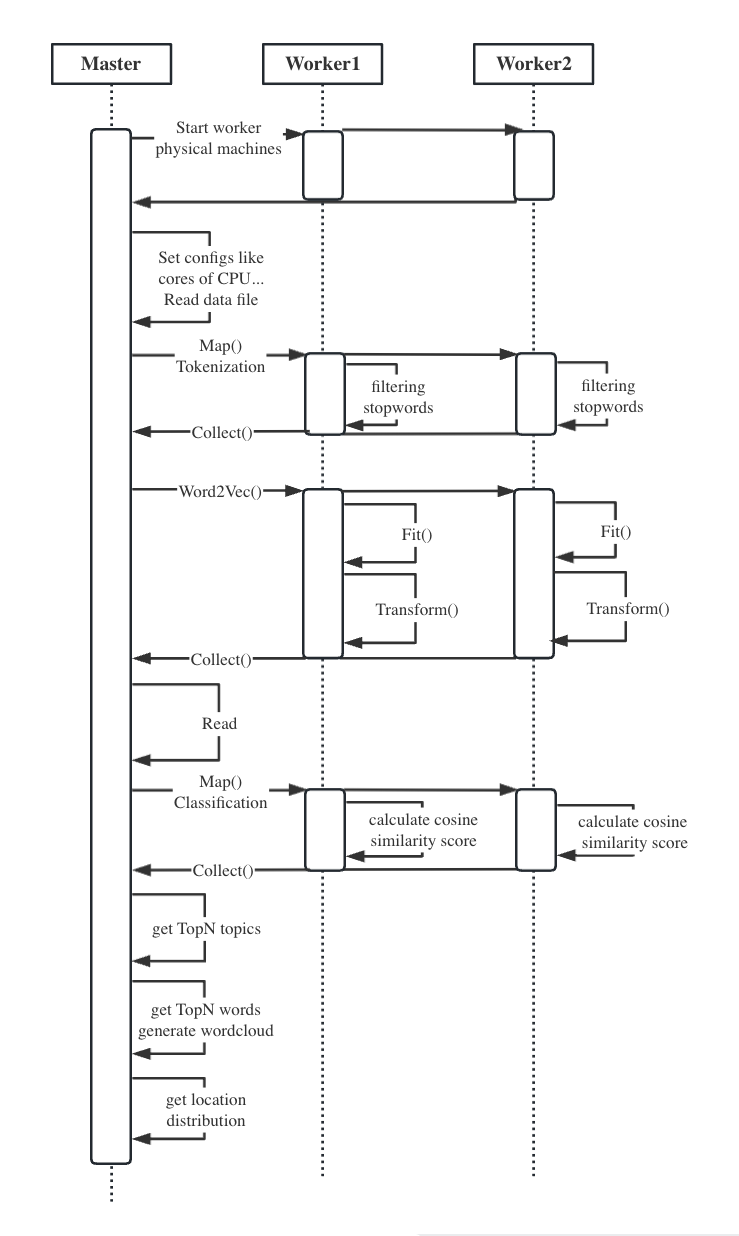 Master
Worker1
Worker2
Start worker
physical machines
Set configs like
cores of CPU...
Read data file
Map()
Tokenization
filtering
stopwords
filtering
stopwords
Collect()
Word2Vec()
Fit()
Fit()
Transform()
Transform()
Collect()
Read
Map()
Classification
calculate cosine
similarity score
calculate cosine
similarity score
Collect()
get TopN topics
get TopN words
generate wordcloud
get location
distribution